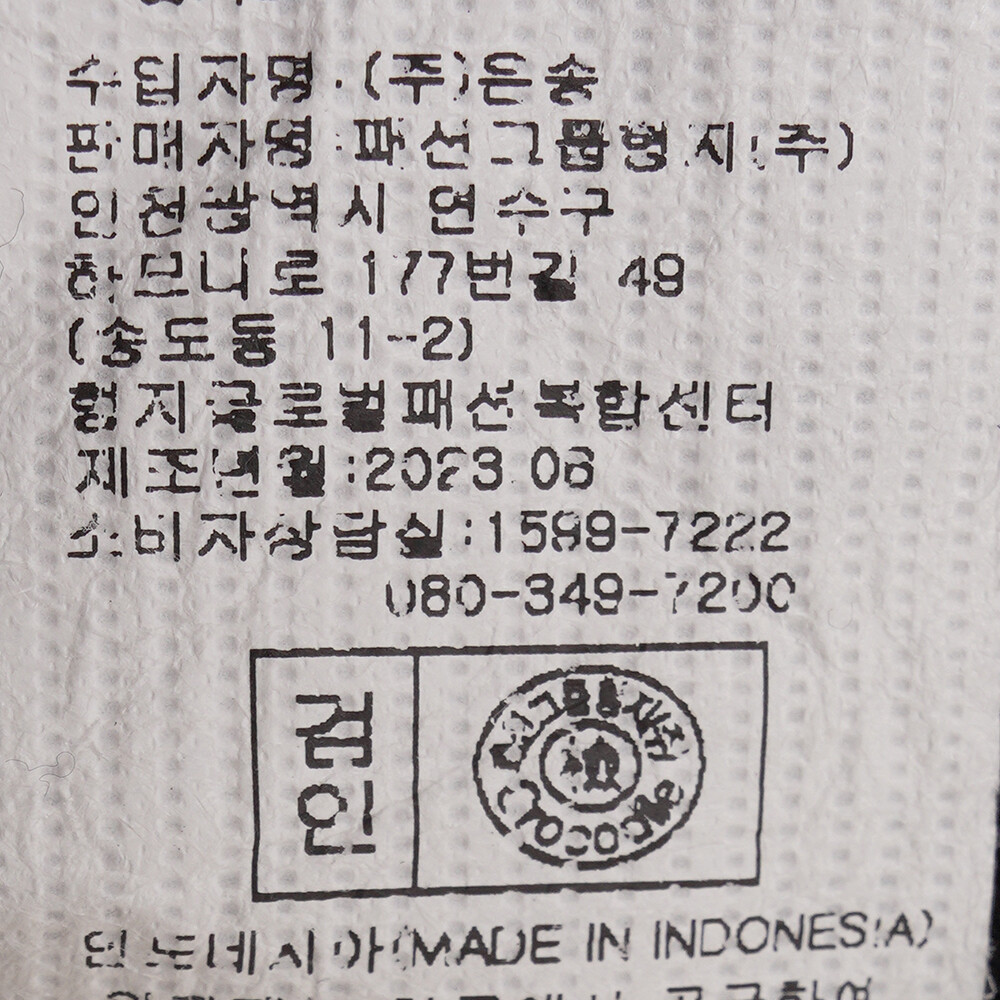 수입자명:(주)은송
판매자명:패션그룹형지(주)
인천광역시 연수구
하모니로 177번길 49
(송도동 11-2)
형지글로벌패션복합센터
제조년월:2023.06
소비자상담실:1599-7222
080-349-7200
검인
인도네시아(MADE IN INDONESIA)